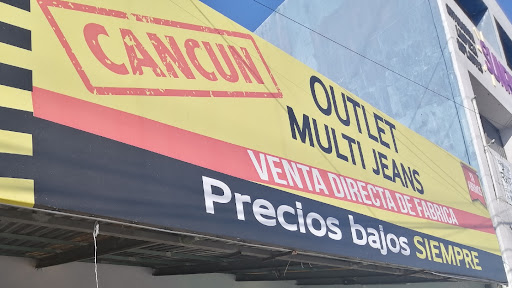 CANCUN
OUTLET
MULTI JEANS
VENTA DIRECTA DE FABRICA
Precios bajos SIEMPRE